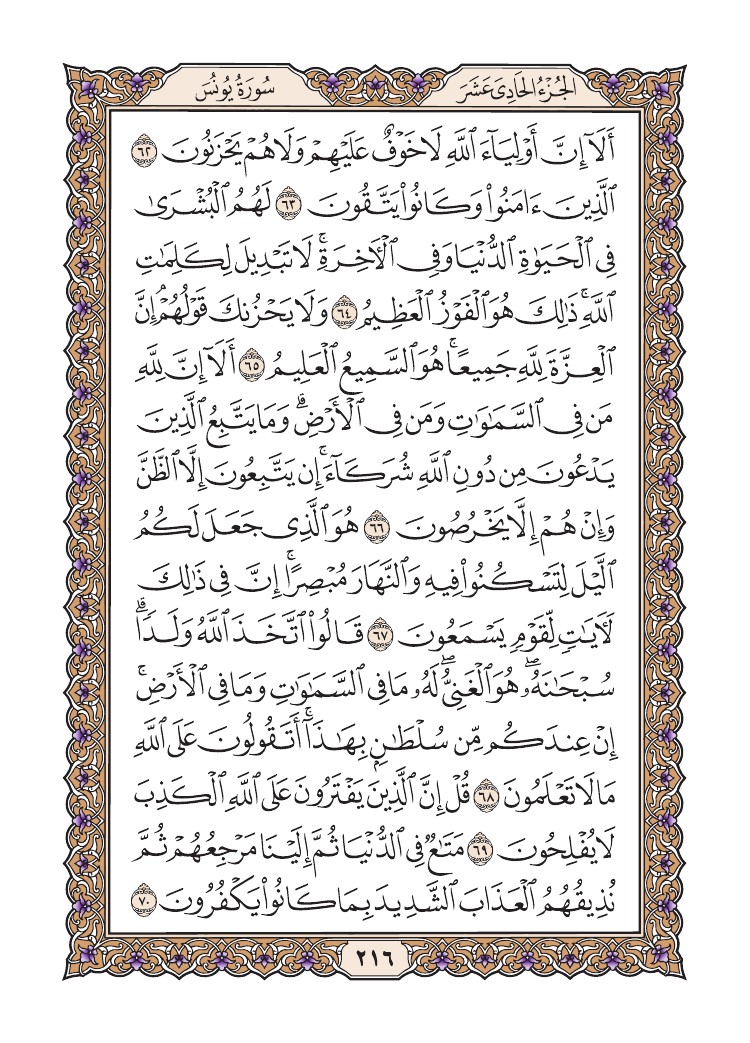 الجُزْءُ الحَادِي عَشَرَ
سُورَةُ يُونُسَ
أَلَآ إِنَّ أَوۡلِيَآءَ ٱللَّهِ لَا خَوۡفٌ عَلَيۡهِمۡ وَلَا هُمۡ يَحۡزَنُونَ ٦٢
ٱلَّذِينَ ءَامَنُواْ وَكَانُواْ يَتَّقُونَ ٦٣ لَهُمُ ٱلۡبُشۡرَىٰ
فِي ٱلۡحَيَوٰةِ ٱلدُّنۡيَا وَفِي ٱلۡأٓخِرَةِۚ لَا تَبۡدِيلَ لِكَلِمَٰتِ
ٱللَّهِۚ ذَٰلِكَ هُوَ ٱلۡفَوۡزُ ٱلۡعَظِيمُ ٦٤ وَلَا يَحۡزُنكَ قَوۡلُهُمۡۘ إِنَّ
ٱلۡعِزَّةَ لِلَّهِ جَمِيعًاۚ هُوَ ٱلسَّمِيعُ ٱلۡعَلِيمُ ٦٥ أَلَآ إِنَّ لِلَّهِ
مَن فِي ٱلسَّمَٰوَٰتِ وَمَن فِي ٱلۡأَرۡضِۗ وَمَا يَتَّبِعُ ٱلَّذِينَ
يَدۡعُونَ مِن دُونِ ٱللَّهِ شُرَكَآءَۚ إِن يَتَّبِعُونَ إِلَّا ٱلظَّنَّ
وَإِنۡ هُمۡ إِلَّا يَخۡرُصُونَ ٦٦ هُوَ ٱلَّذِي جَعَلَ لَكُمُ
ٱلَّيۡلَ لِتَسۡكُنُواْ فِيهِ وَٱلنَّهَارَ مُبۡصِرًاۚ إِنَّ فِي ذَٰلِكَ
لَأٓيَٰتٖ لِّقَوۡمٖ يَسۡمَعُونَ ٦٧ قَالُواْ ٱتَّخَذَ ٱللَّهُ وَلَدٗاۗ
سُبۡحَٰنَهُۥۖ هُوَ ٱلۡغَنِيُّۖ لَهُۥ مَا فِي ٱلسَّمَٰوَٰتِ وَمَا فِي ٱلۡأَرۡضِۚ
إِنۡ عِندَكُم مِّن سُلۡطَٰنِۭ بِهَٰذَآۚ أَتَقُولُونَ عَلَى ٱللَّهِ
مَا لَا تَعۡلَمُونَ ٦٨ قُلۡ إِنَّ ٱلَّذِينَ يَفۡتَرُونَ عَلَى ٱللَّهِ ٱلۡكَذِبَ
لَا يُفۡلِحُونَ ٦٩ مَتَٰعٞ فِي ٱلدُّنۡيَا ثُمَّ إِلَيۡنَا مَرۡجِعُهُمۡ ثُمَّ
نُذِيقُهُمُ ٱلۡعَذَابَ ٱلشَّدِيدَ بِمَا كَانُواْ يَكۡفُرُونَ ٧٠
٢١٦